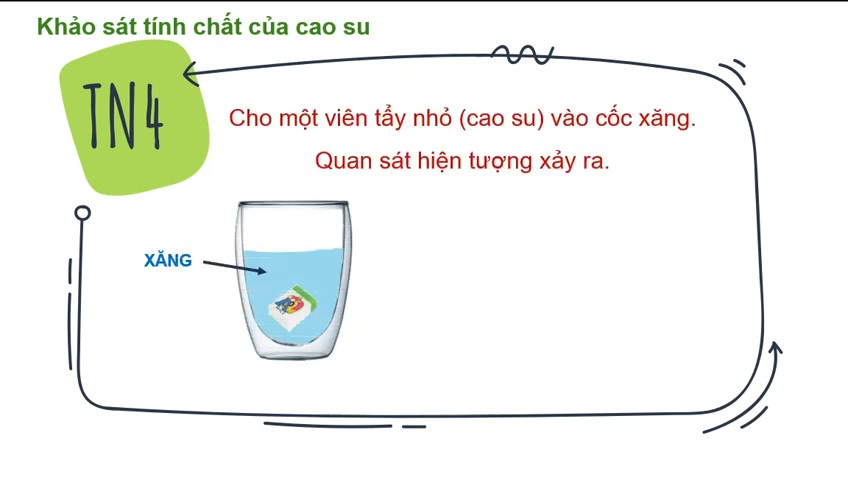 Khảo sát tính chất của cao su
TN4
Cho một viên tẩy nhỏ (cao su) vào cốc xăng.
Quan sát hiện tượng xảy ra.
XĂNG